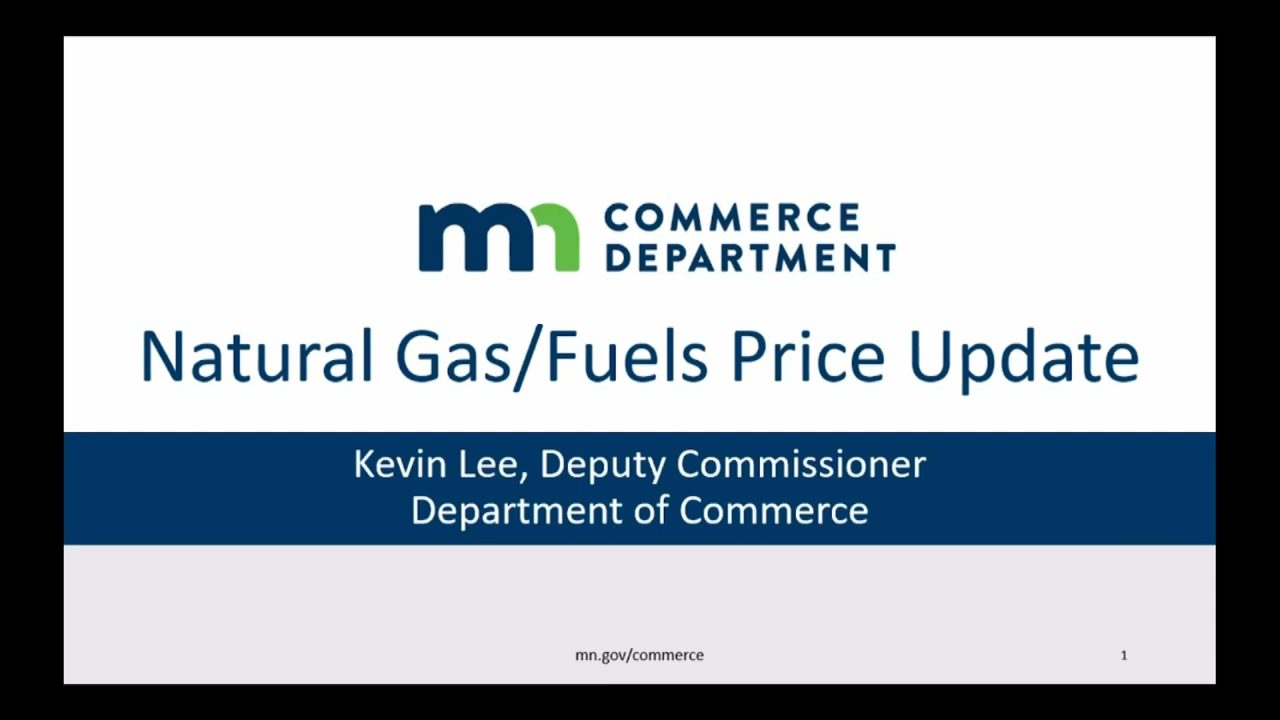 mn COMMERCE
DEPARTMENT
Natural Gas/Fuels Price Update
Kevin Lee, Deputy Commissioner
Department of Commerce
mn.gov/commerce
1